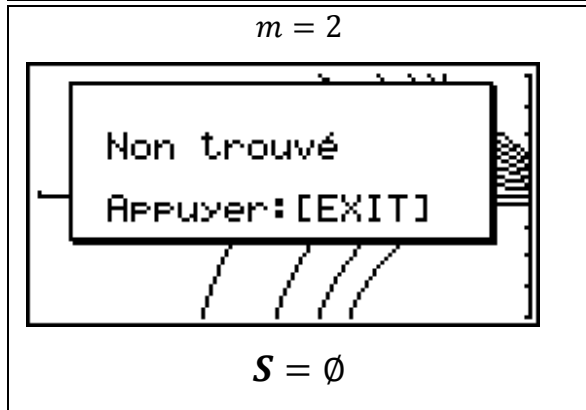 m = 2
Non trouvé
Appuyer:[EXIT]
S = ∅